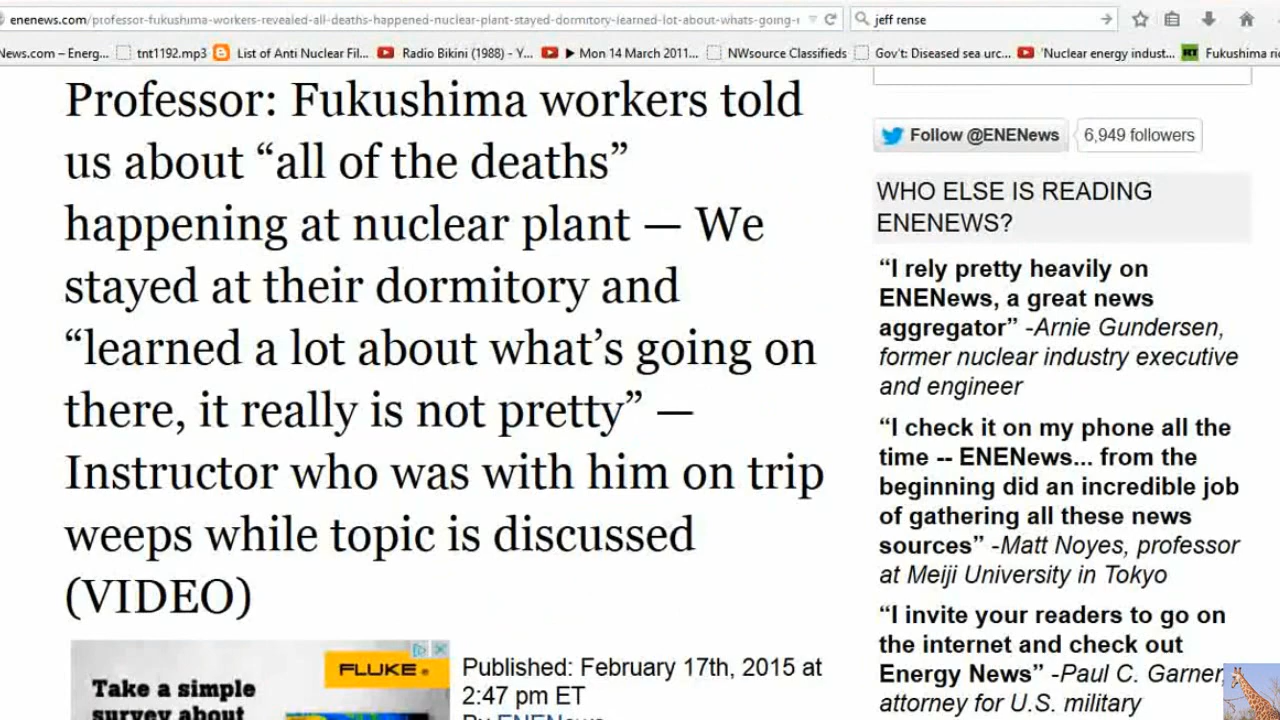 enenews.com/professor-fukushima-workers-revealed-all-deaths-happened-nuclear-plant-stayed-dormitory-learned-lot-about-whats-going-
jeff rense
News.com – Energ...
tnt1192.mp3
List of Anti Nuclear Fil...
Radio Bikini (1988) - Y...
▶ Mon 14 March 2011...
NWsource Classifieds
Gov't: Diseased sea urc...
'Nuclear energy indust...
RT
Fukushima ri
Professor: Fukushima workers told
us about “all of the deaths”
happening at nuclear plant — We
stayed at their dormitory and
“learned a lot about what’s going on
there, it really is not pretty” —
Instructor who was with him on trip
weeps while topic is discussed
(VIDEO)
FLUKE
Take a simple
survey about
Published: February 17th, 2015 at
2:47 pm ET
By ENENews
Follow @ENENews
6,949 followers
WHO ELSE IS READING
ENENEWS?
“I rely pretty heavily on
ENENews, a great news
aggregator” -Arnie Gundersen,
former nuclear industry executive
and engineer
“I check it on my phone all the
time -- ENENews... from the
beginning did an incredible job
of gathering all these news
sources” -Matt Noyes, professor
at Meiji University in Tokyo
“I invite your readers to go on
the internet and check out
Energy News” -Paul C. Garner,
attorney for U.S. military